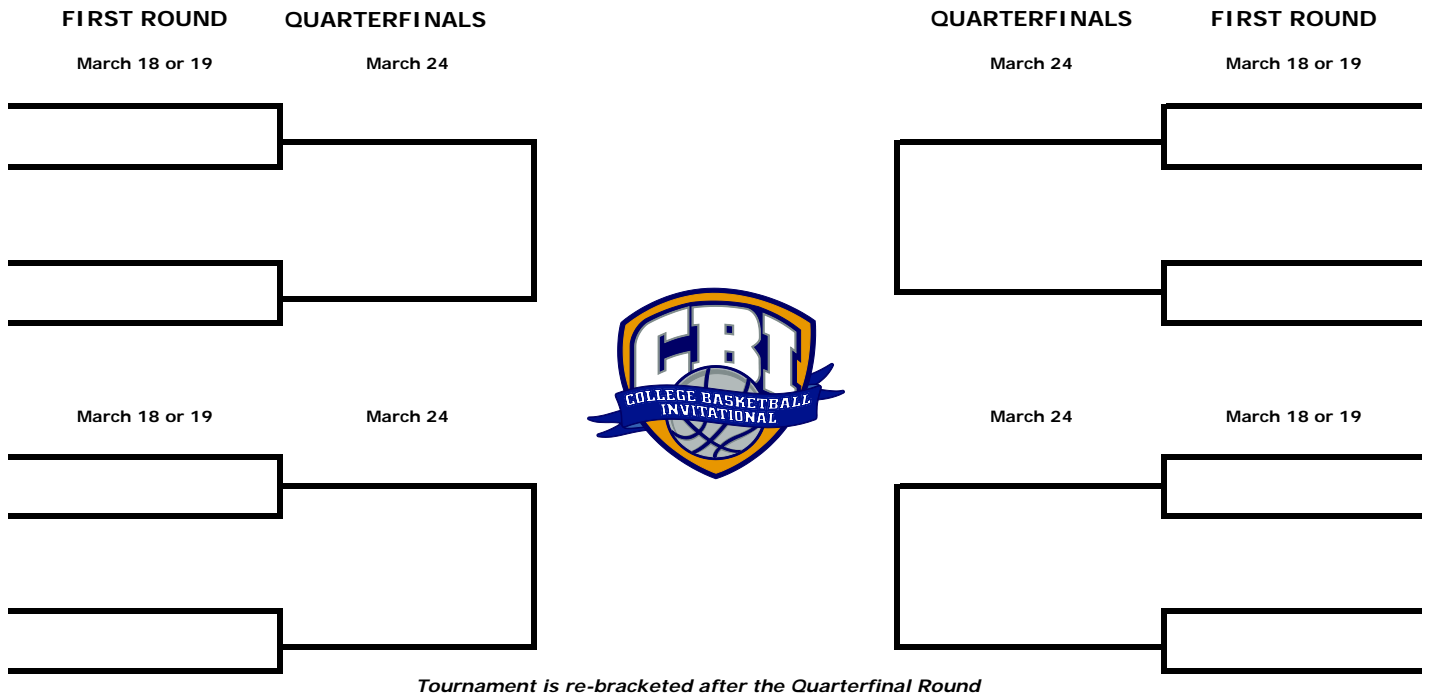 FIRST ROUND QUARTERFINALS QUARTERFINALS FIRST ROUND
March 18 or 19 March 24 March 24 March 18 or 19
CBI
COLLEGE BASKETBALL
INVITATIONAL
March 18 or 19 March 24 March 24 March 18 or 19
Tournament is re-bracketed after the Quarterfinal Round